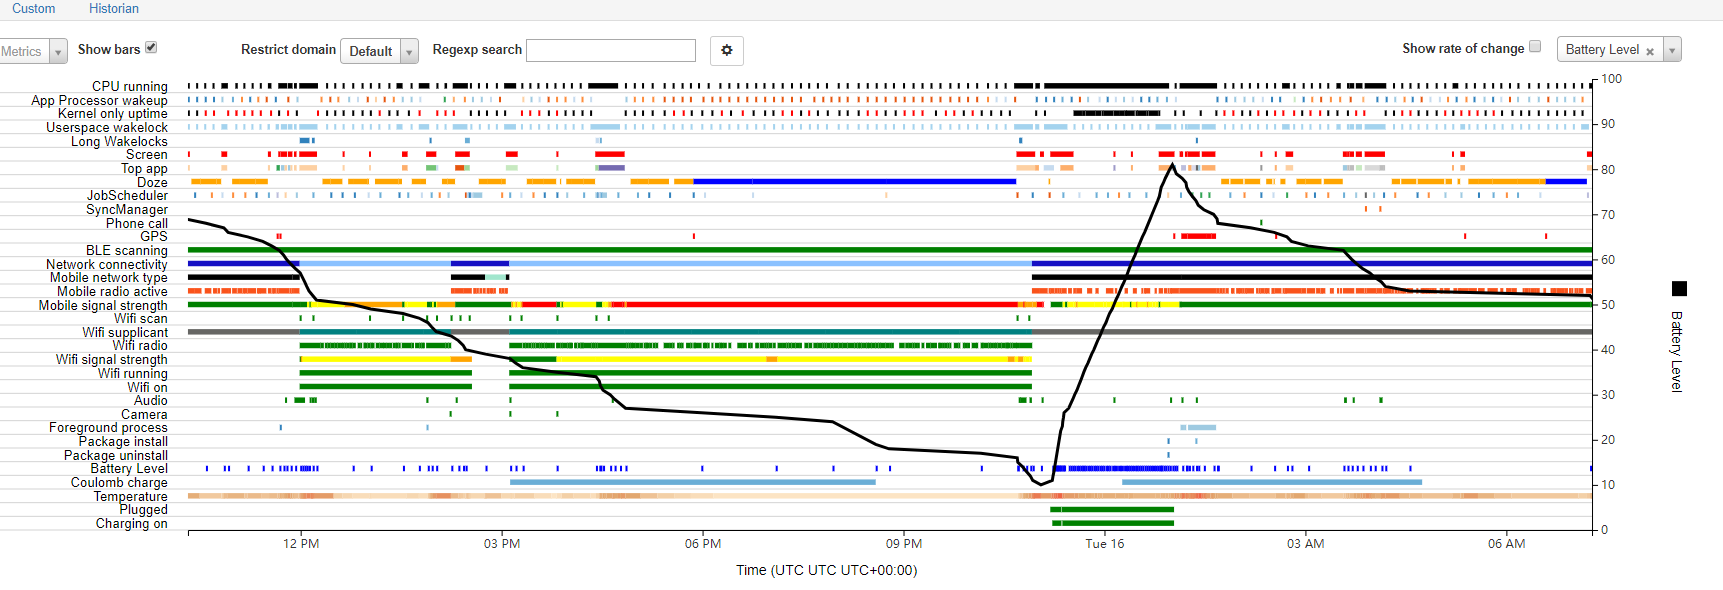 Custom Historian
Metrics Show bars Restrict domain Default Regexp search Show rate of change Battery Level ×
CPU running
App Processor wakeup
Kernel only uptime
Userspace wakelock
Long Wakelocks
Screen
Top app
Doze
JobScheduler
SyncManager
Phone call
GPS
BLE scanning
Network connectivity
Mobile network type
Mobile radio active
Mobile signal strength
Wifi scan
Wifi supplicant
Wifi radio
Wifi signal strength
Wifi running
Wifi on
Audio
Camera
Foreground process
Package install
Package uninstall
Battery Level
Coulomb charge
Temperature
Plugged
Charging on
100
90
80
70
60
50
40
30
20
10
0
Battery Level
12 PM 03 PM 06 PM 09 PM Tue 16 03 AM 06 AM
Time (UTC UTC UTC+00:00)